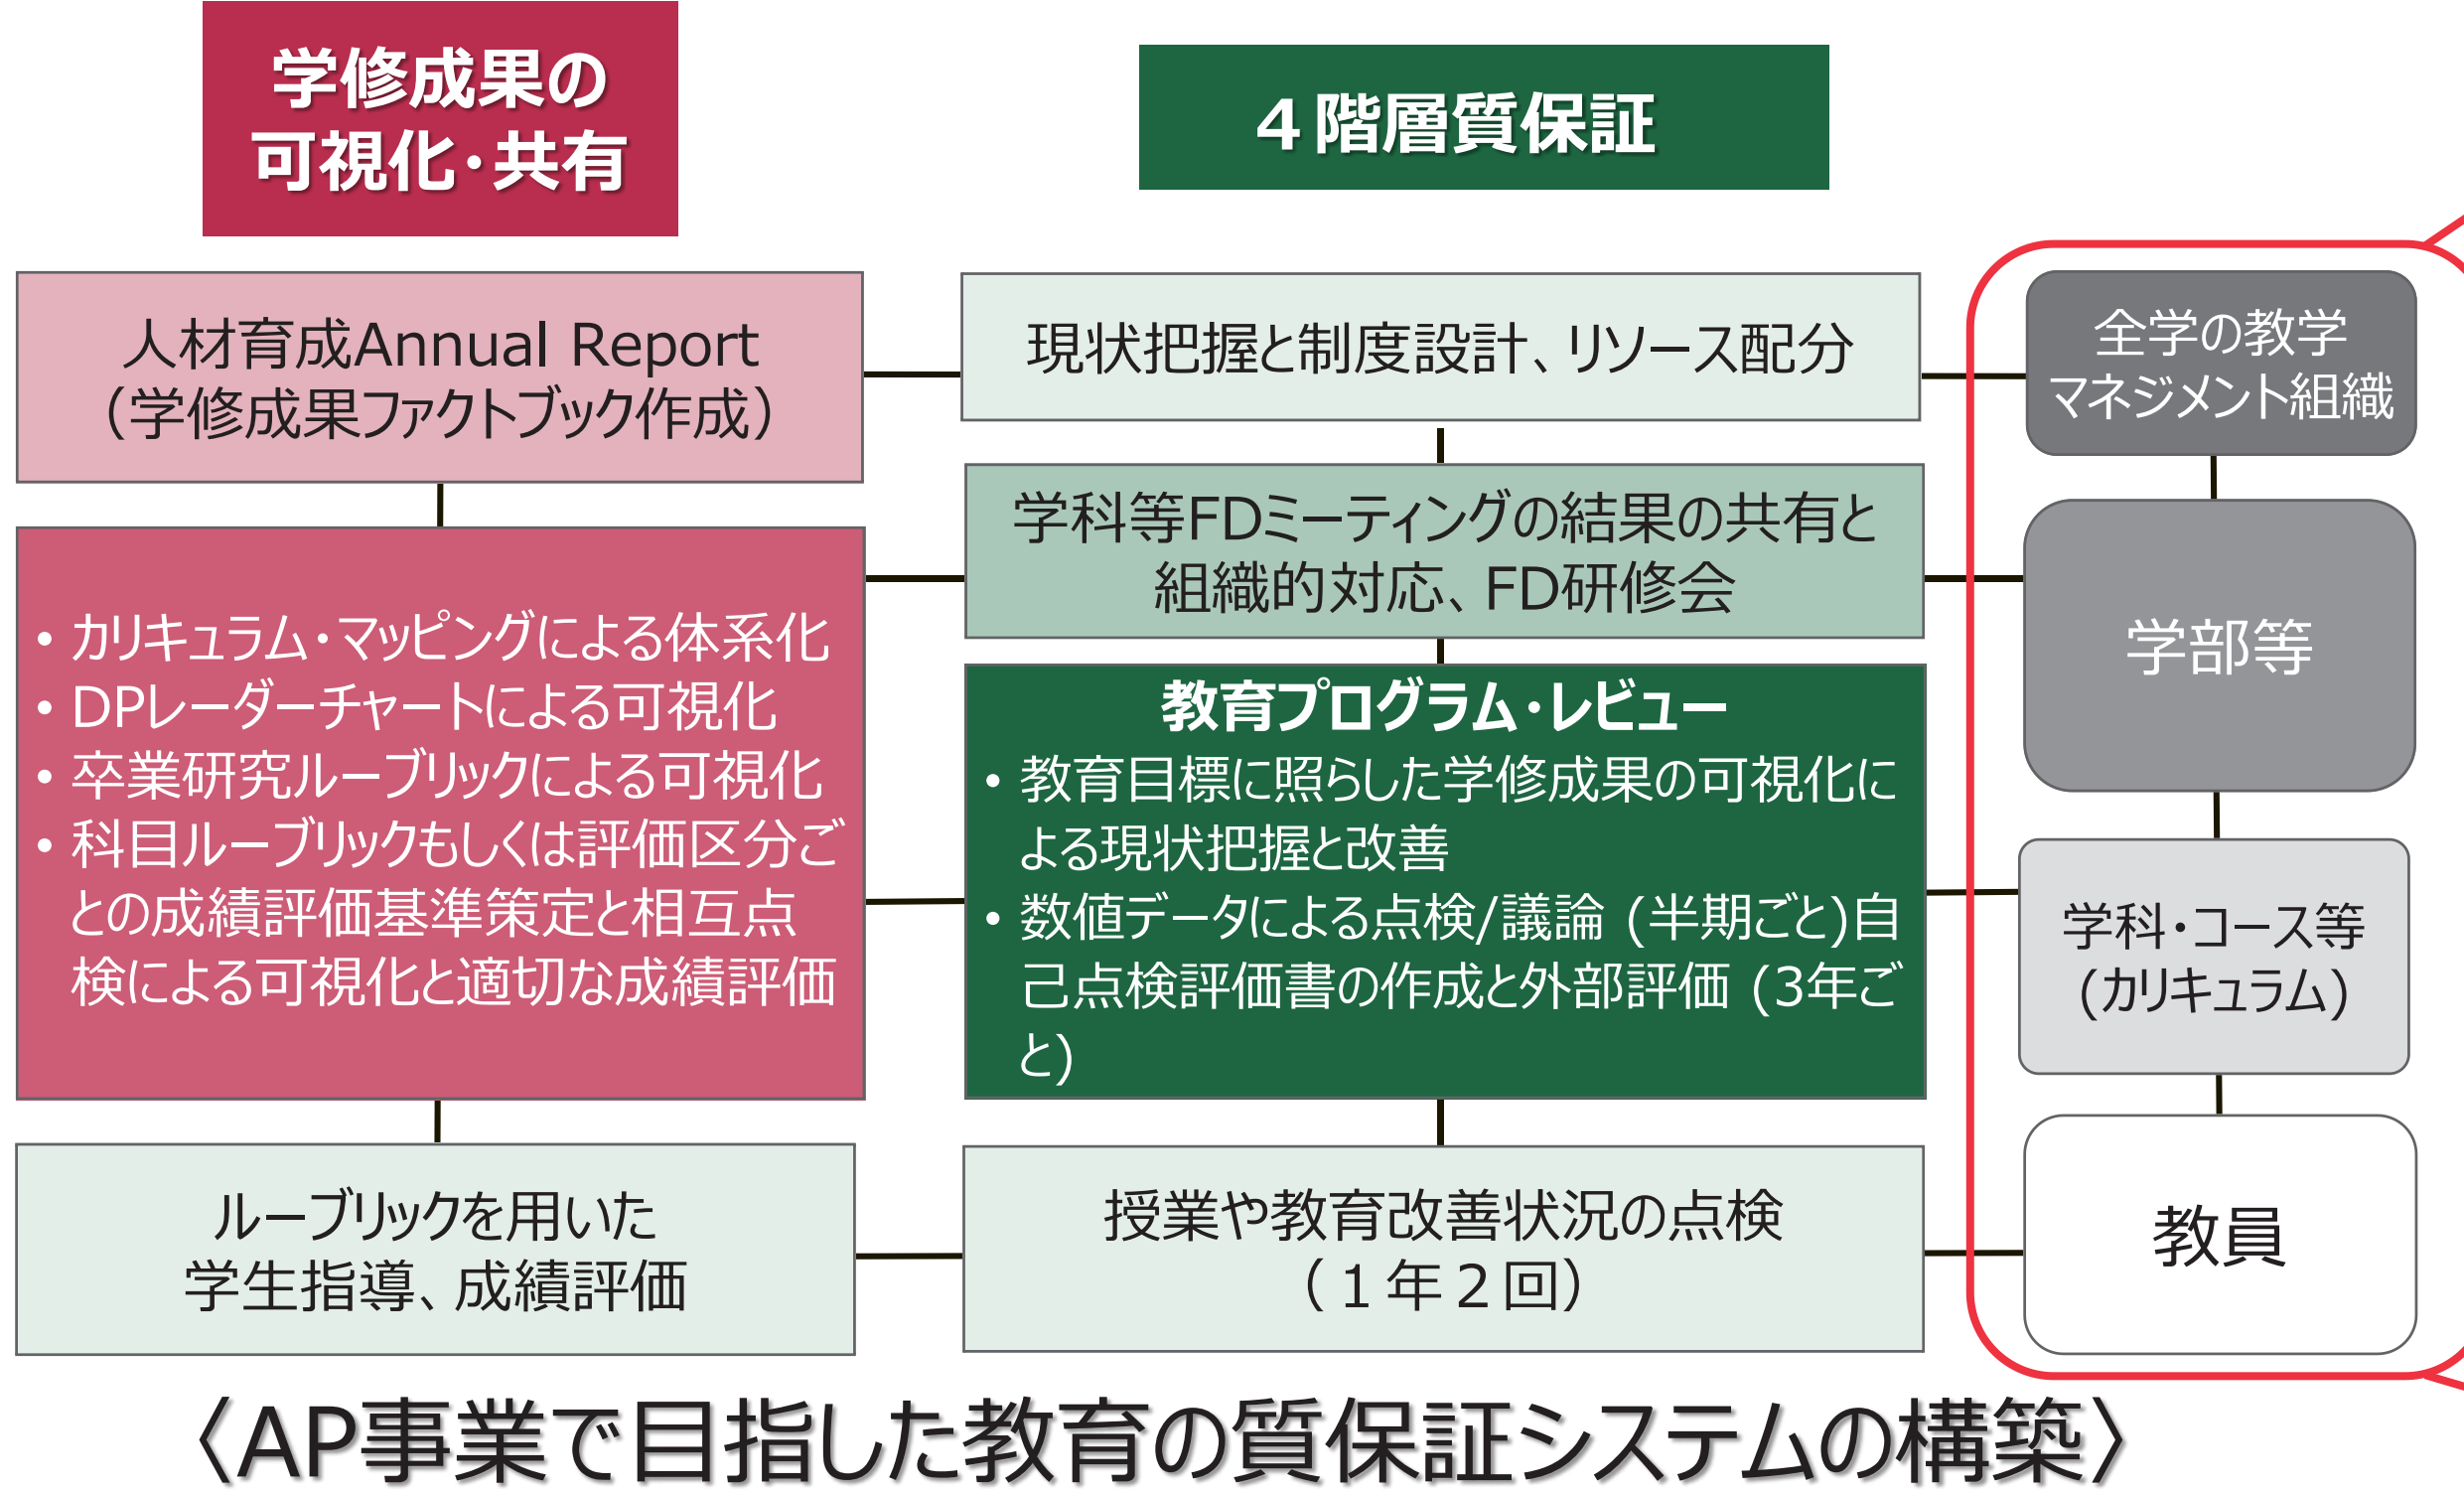 学修成果の
可視化・共有
４階層質保証
人材育成Annual Report
（学修成果ファクトブック作成）
現状把握と制度設計、リソース配分
全学の教学
マネジメント組織
学科等FDミーティングの結果の共有と
組織的対応、FD研修会
学部等
• カリキュラム・マッピングによる体系化
• DPレーダーチャートによる可視化
• 卒業研究ルーブリックによる可視化
• 科目ルーブリックもしくは評価区分ご
との成績評価基準策定と相互点
検による可視化と適切な成績評価
教育プログラム・レビュー
• 教育目標に照らした学修成果の可視化に
よる現状把握と改善
• 数値データによる点検/議論 (半期ごと)自
己点検評価書の作成と外部評価 (3年ご
と)
学科・コース等
(カリキュラム)
ルーブリックを用いた
学生指導、成績評価
授業や教育改善状況の点検
（１年２回）
教員
〈AP事業で目指した教育の質保証システムの構築〉